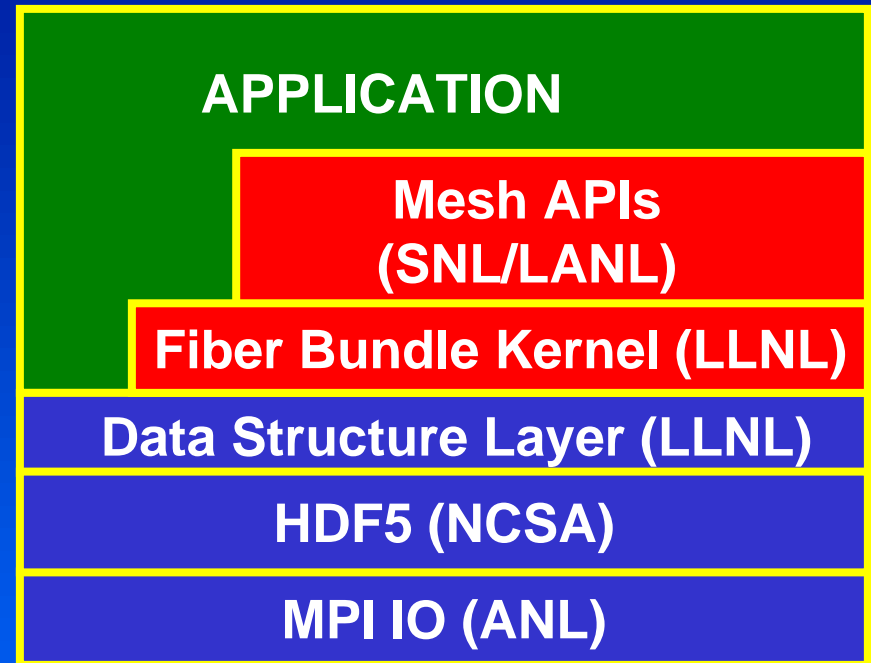 APPLICATION
Mesh APIs
(SNL/LANL)
Fiber Bundle Kernel (LLNL)
Data Structure Layer (LLNL)
HDF5 (NCSA)
MPI IO (ANL)